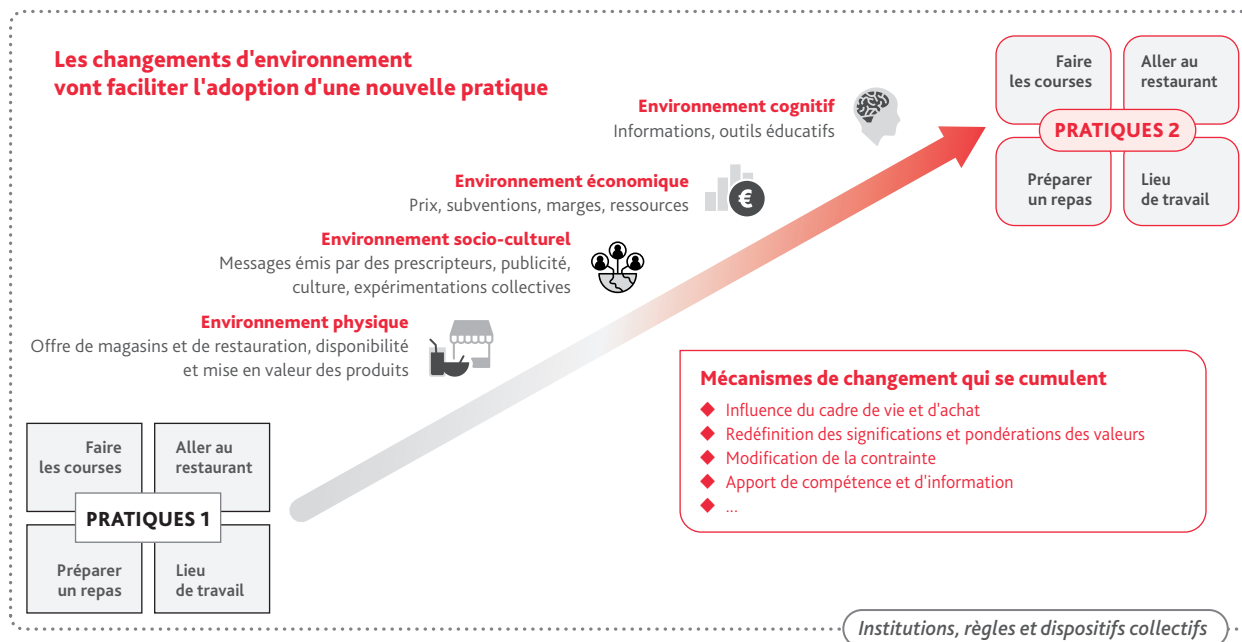 Les changements d'environnement
vont faciliter l'adoption d'une nouvelle pratique
Environnement cognitif
Informations, outils éducatifs
Environnement économique
Prix, subventions, marges, ressources
€
Environnement socio-culturel
Messages émis par des prescripteurs, publicité,
culture, expérimentations collectives
Environnement physique
Offre de magasins et de restauration, disponibilité
et mise en valeur des produits
Faire
les courses
Aller au
restaurant
PRATIQUES 1
Préparer
un repas
Lieu
de travail
Faire
les courses
Aller au
restaurant
PRATIQUES 2
Préparer
un repas
Lieu
de travail
Mécanismes de changement qui se cumulent
◆ Influence du cadre de vie et d'achat
◆ Redéfinition des significations et pondérations des valeurs
◆ Modification de la contrainte
◆ Apport de compétence et d'information
◆ ...
Institutions, règles et dispositifs collectifs